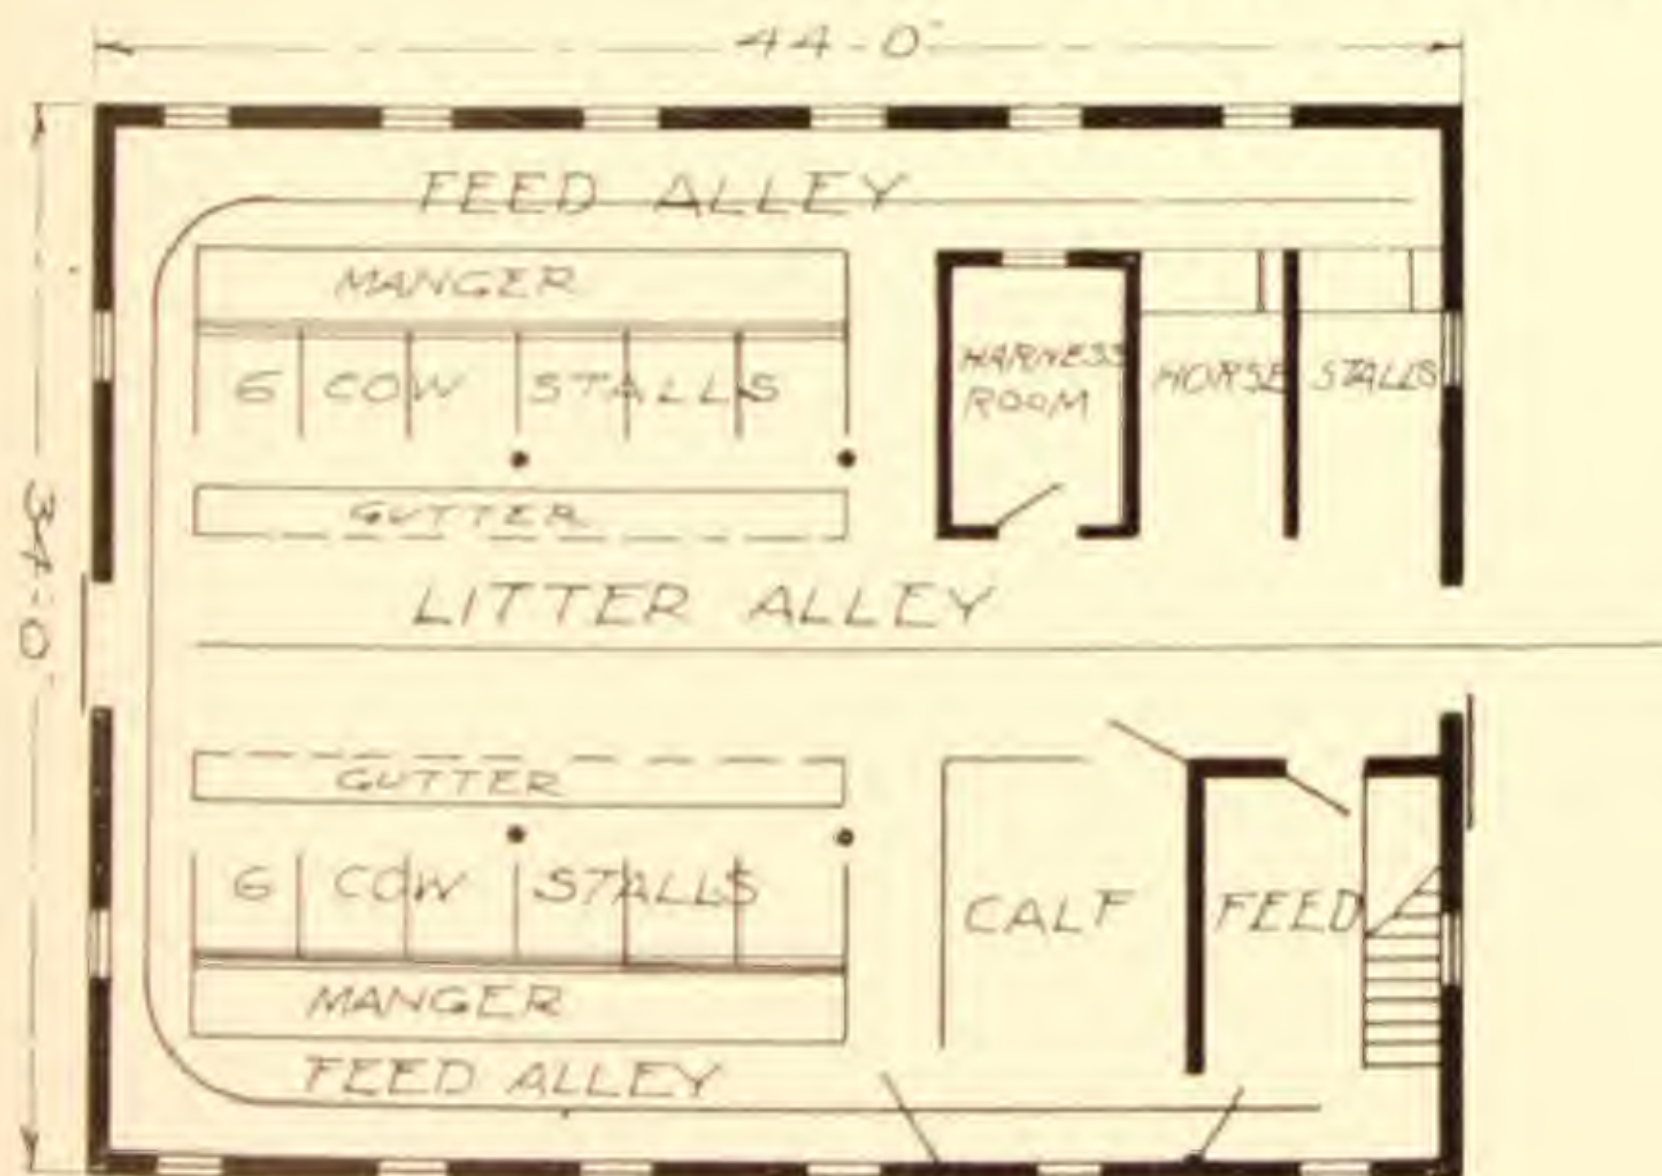 44-0"
FEED ALLEY
MANGER
6 COW STALLS
HARNESS
ROOM
HORSE STALLS
GUTTER
34-0"
LITTER ALLEY
GUTTER
6 COW STALLS
CALF
FEED
MANGER
FEED ALLEY